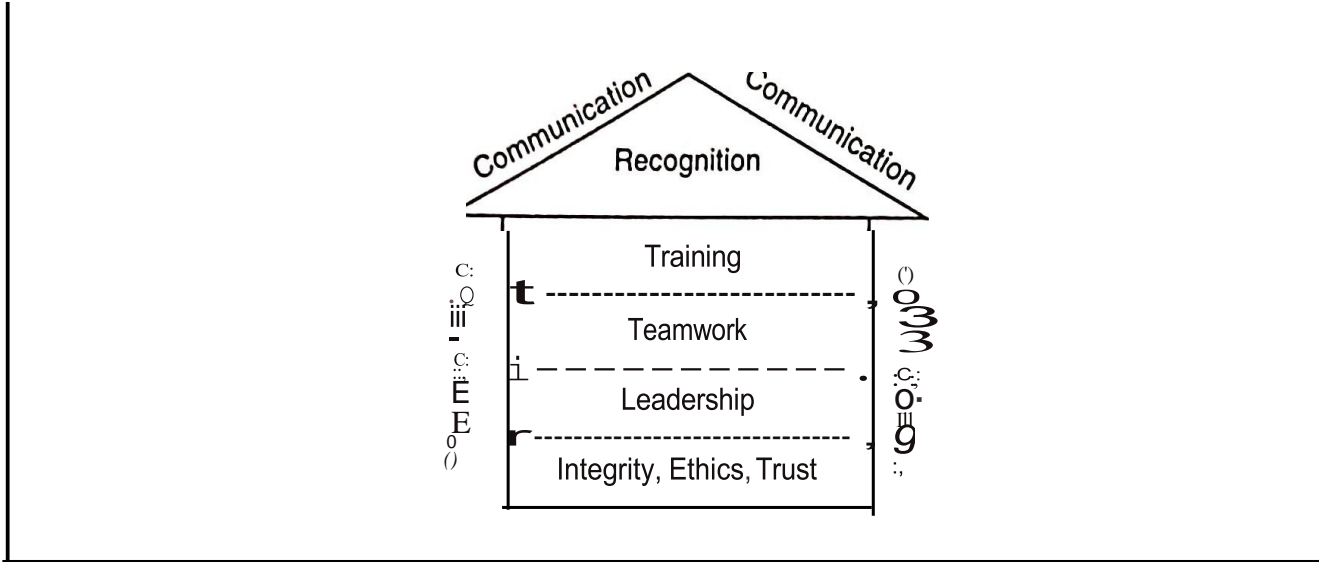 Communication
Communication
Recognition
Training
Teamwork
Leadership
Integrity, Ethics, Trust